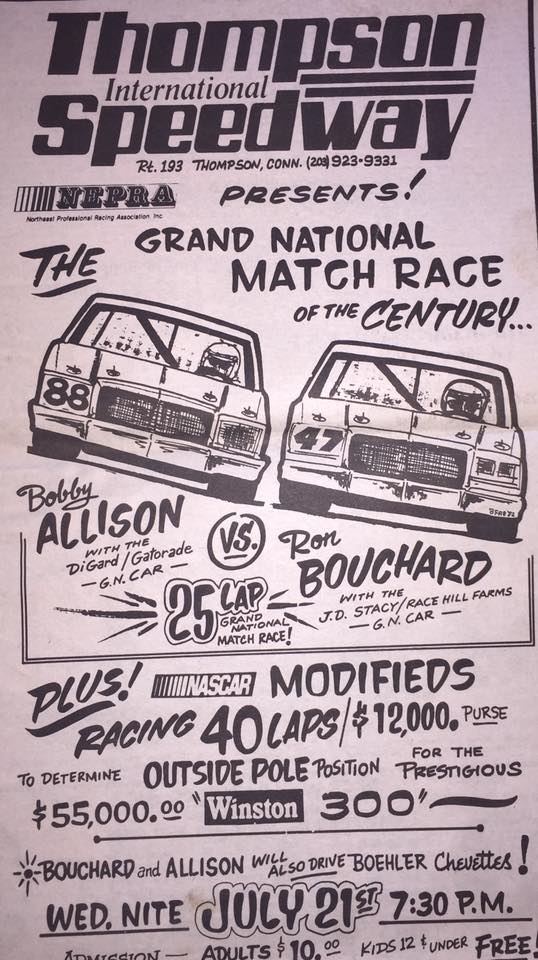 Thompson
International
Speedway
Rt. 193 THOMPSON, CONN. (203) 923-9331
NEPRA PRESENTS!
Northeast Professional Racing Association, Inc.
THE GRAND NATIONAL
MATCH RACE
OF THE CENTURY...
88
47
Bobby
ALLISON
WITH THE
DiGard/Gatorade
— G.N. CAR —
VS.
Ron
BOUCHARD
WITH THE
J.D. STACY/RACE HILL FARMS
— G.N. CAR —
25 LAP
GRAND
NATIONAL
MATCH RACE!
PLUS! NASCAR MODIFIEDS
RACING 40 LAPS/$12,000. PURSE
TO DETERMINE OUTSIDE POLE POSITION FOR THE PRESTIGIOUS
$55,000.00 "Winston 300"
BOUCHARD and ALLISON WILL ALSO DRIVE BOEHLER Chevettes!
WED. NITE JULY 21ST 7:30 P.M.
ADMISSION — ADULTS $10.00 KIDS 12 & UNDER FREE!